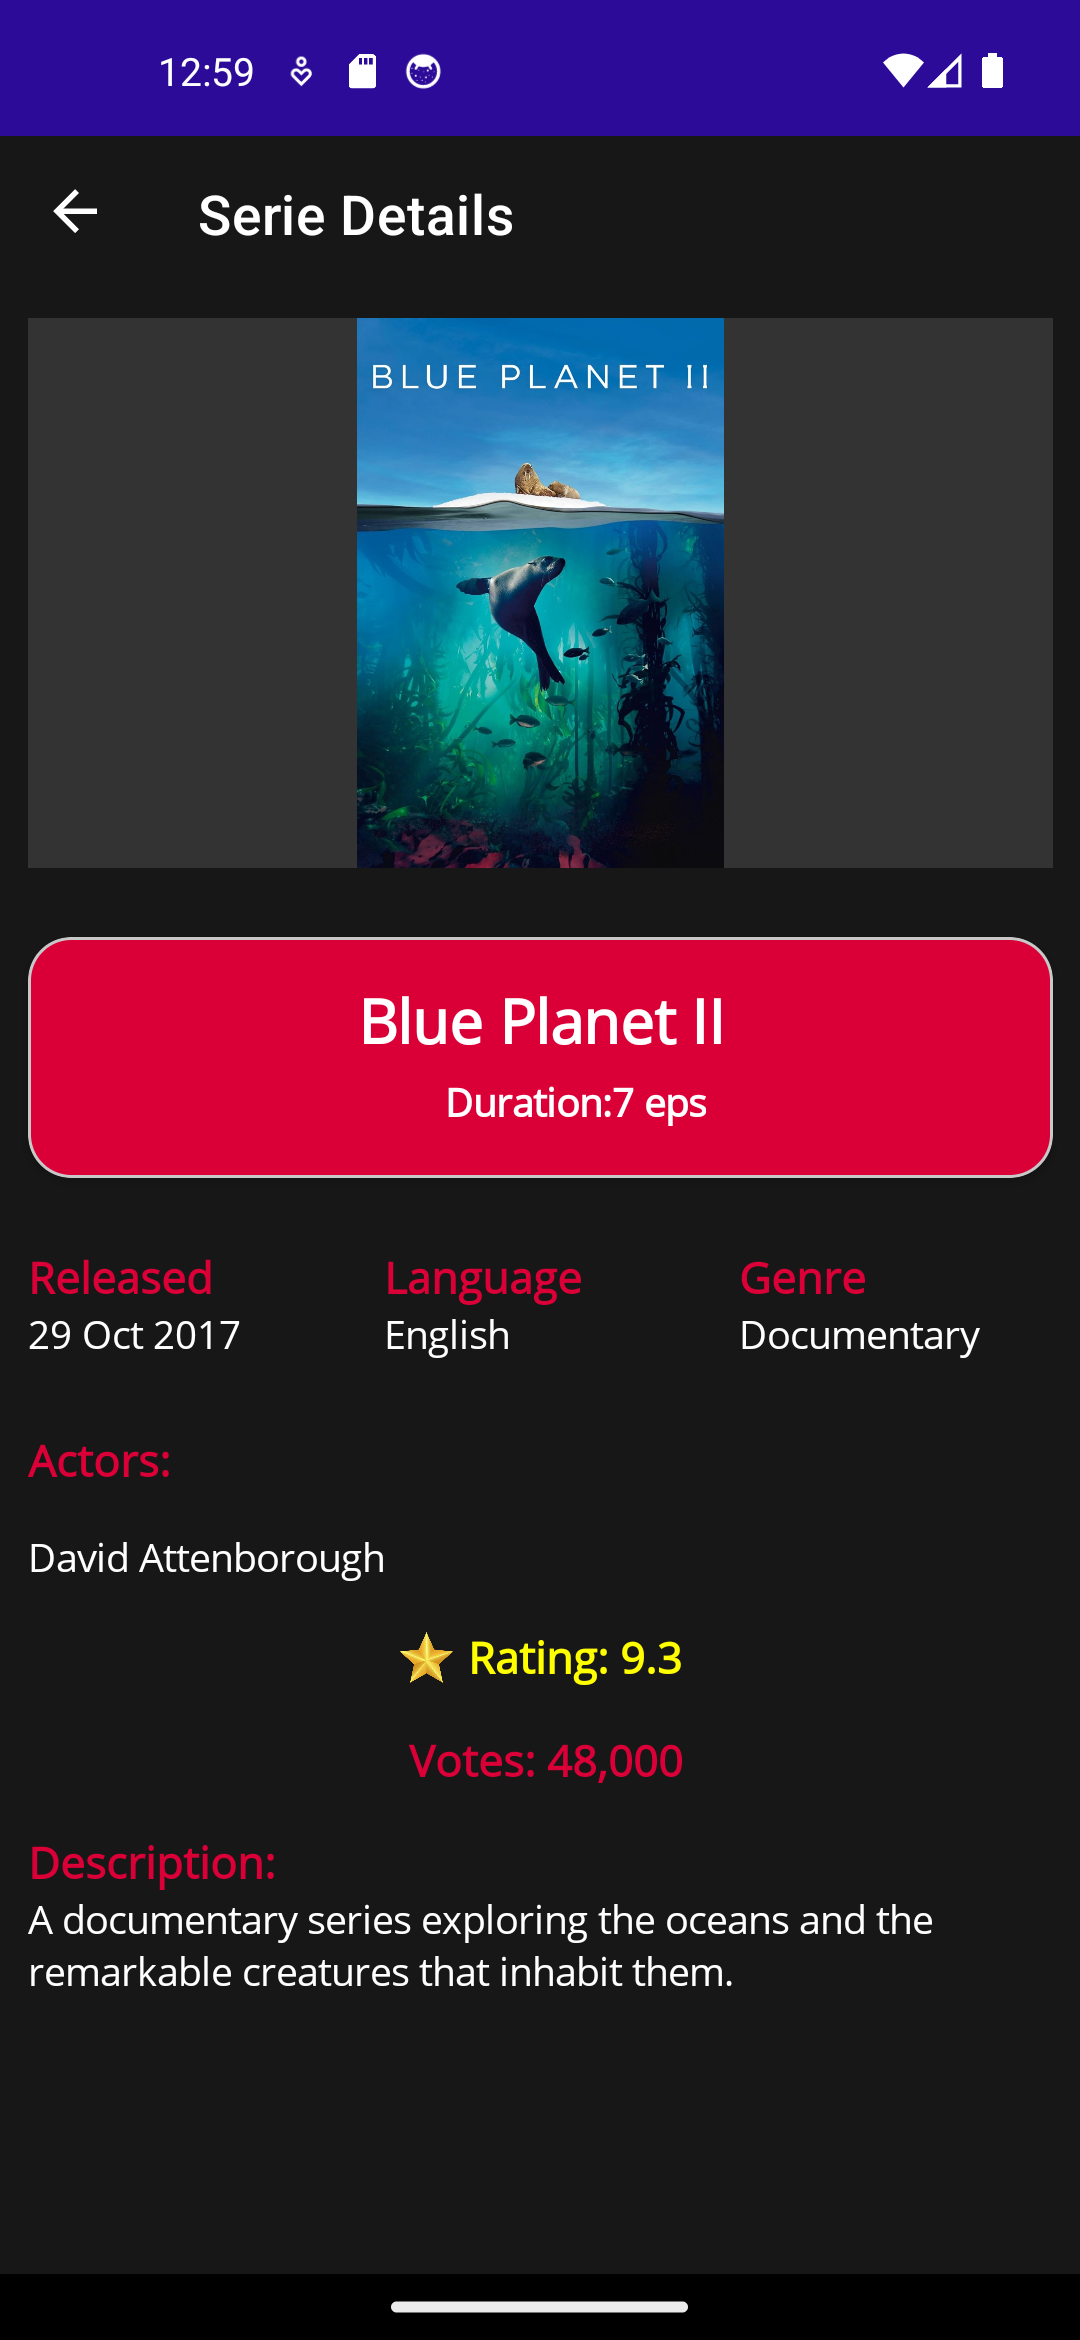 12:59
Serie Details
BLUE PLANET II
Blue Planet II
Duration:7 eps
Released
Language
Genre
29 Oct 2017
English
Documentary
Actors:
David Attenborough
Rating: 9.3
Votes: 48,000
Description:
A documentary series exploring the oceans and the
remarkable creatures that inhabit them.